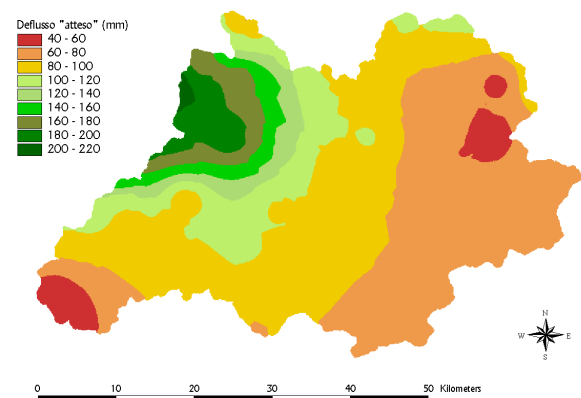 Deflusso "atteso" (mm)
40 - 60
60 - 80
80 - 100
100 - 120
120 - 140
140 - 160
160 - 180
180 - 200
200 - 220
N
W E
S
0 10 20 30 40 50 Kilometers